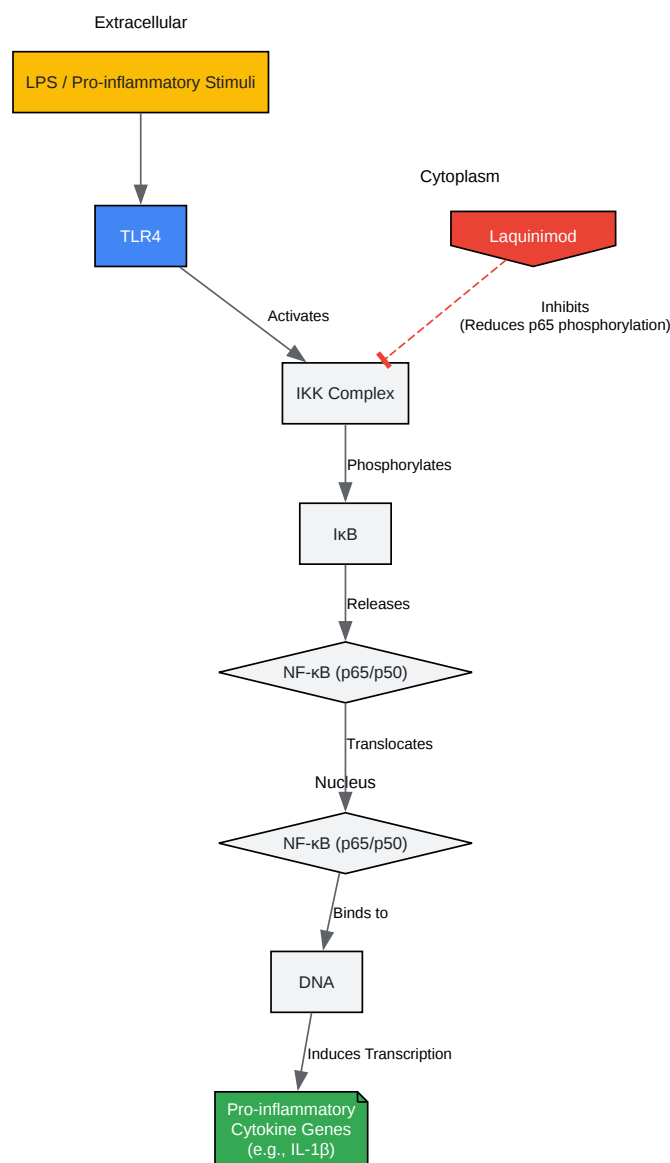 Extracellular
LPS / Pro-inflammatory Stimuli
Cytoplasm
TLR4
Laquinimod
Activates
Inhibits
(Reduces p65 phosphorylation)
IKK Complex
Phosphorylates
IκB
Releases
NF-κB (p65/p50)
Translocates
Nucleus
NF-κB (p65/p50)
Binds to
DNA
Induces Transcription
Pro-inflammatory
Cytokine Genes
(e.g., IL-1β)